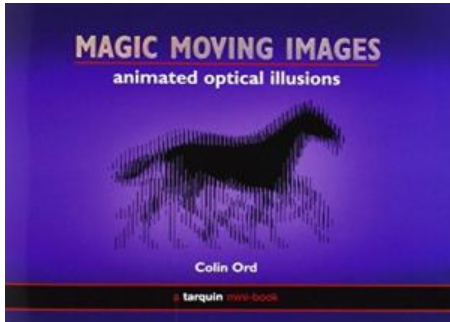 MAGIC MOVING IMAGES
animated optical illusions
Colin Ord
a tarquin mini-book